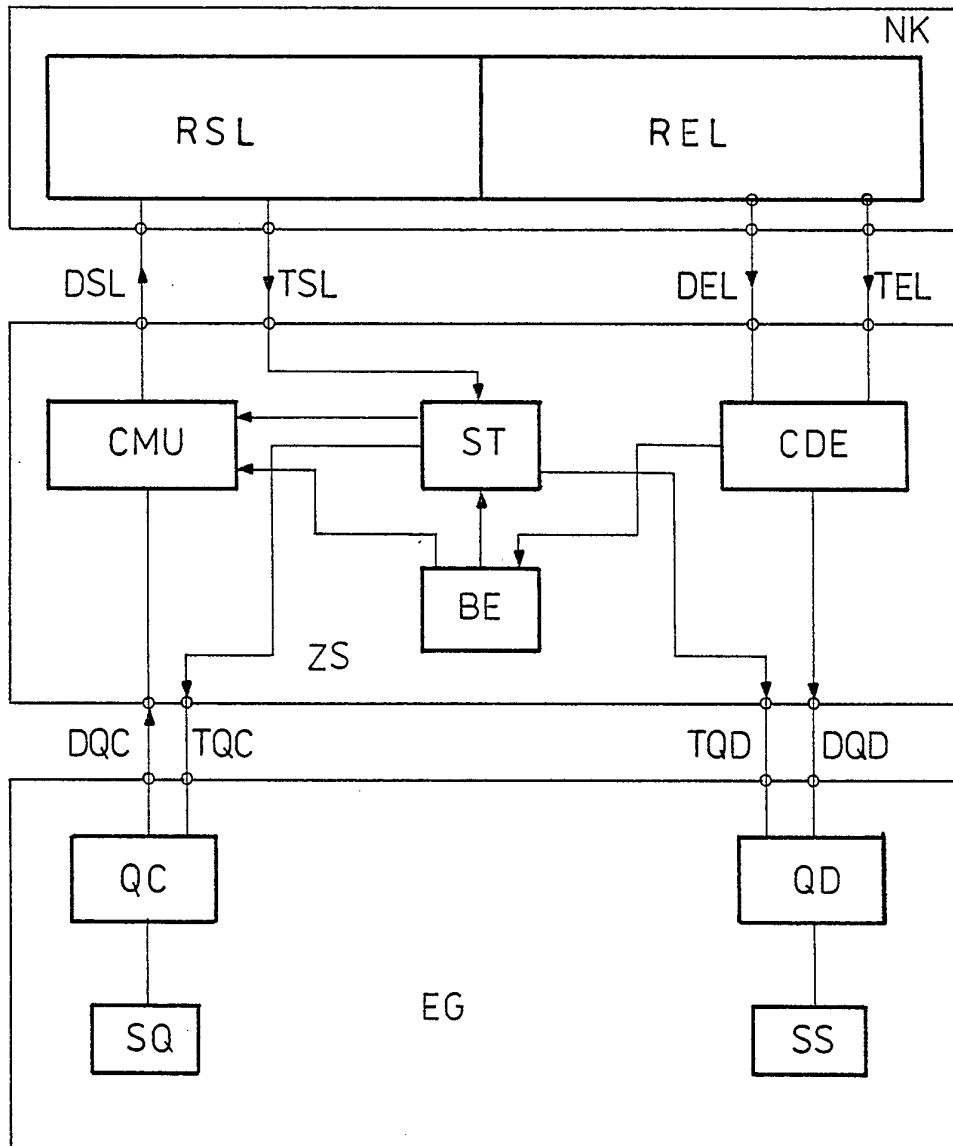 NK
RSL REL
DSL TSL DEL TEL
CMU ST CDE
BE
ZS
DQC TQC TQD DQD
QC QD
EG
SQ SS